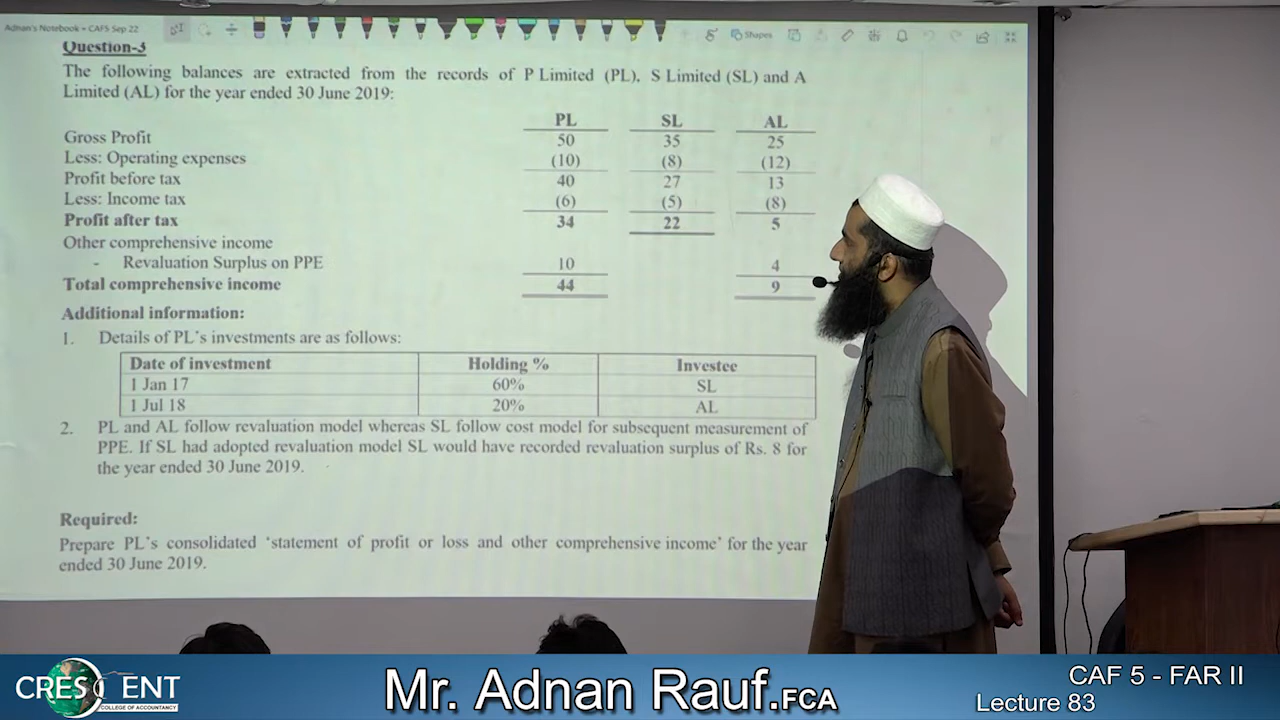 Adnan's Notebook » CAF5 Sep 22
Shapes
Question-3
The following balances are extracted from the records of P Limited (PL). S Limited (SL) and A
Limited (AL) for the year ended 30 June 2019:
PL SL AL
Gross Profit 50 35 25
Less: Operating expenses (10) (8) (12)
Profit before tax 40 27 13
Less: Income tax (6) (5) (8)
Profit after tax 34 22 5
Other comprehensive income
- Revaluation Surplus on PPE 10 4
Total comprehensive income 44 9
Additional information:
1. Details of PL's investments are as follows:
Date of investment Holding % Investee
1 Jan 17 60% SL
1 Jul 18 20% AL
2. PL and AL follow revaluation model whereas SL follow cost model for subsequent measurement of
PPE. If SL had adopted revaluation model SL would have recorded revaluation surplus of Rs. 8 for
the year ended 30 June 2019.
Required:
Prepare PL's consolidated 'statement of profit or loss and other comprehensive income' for the year
ended 30 June 2019.
CRESCENT
COLLEGE OF ACCOUNTANCY
Mr. Adnan Rauf.FCA
CAF 5 - FAR II
Lecture 83